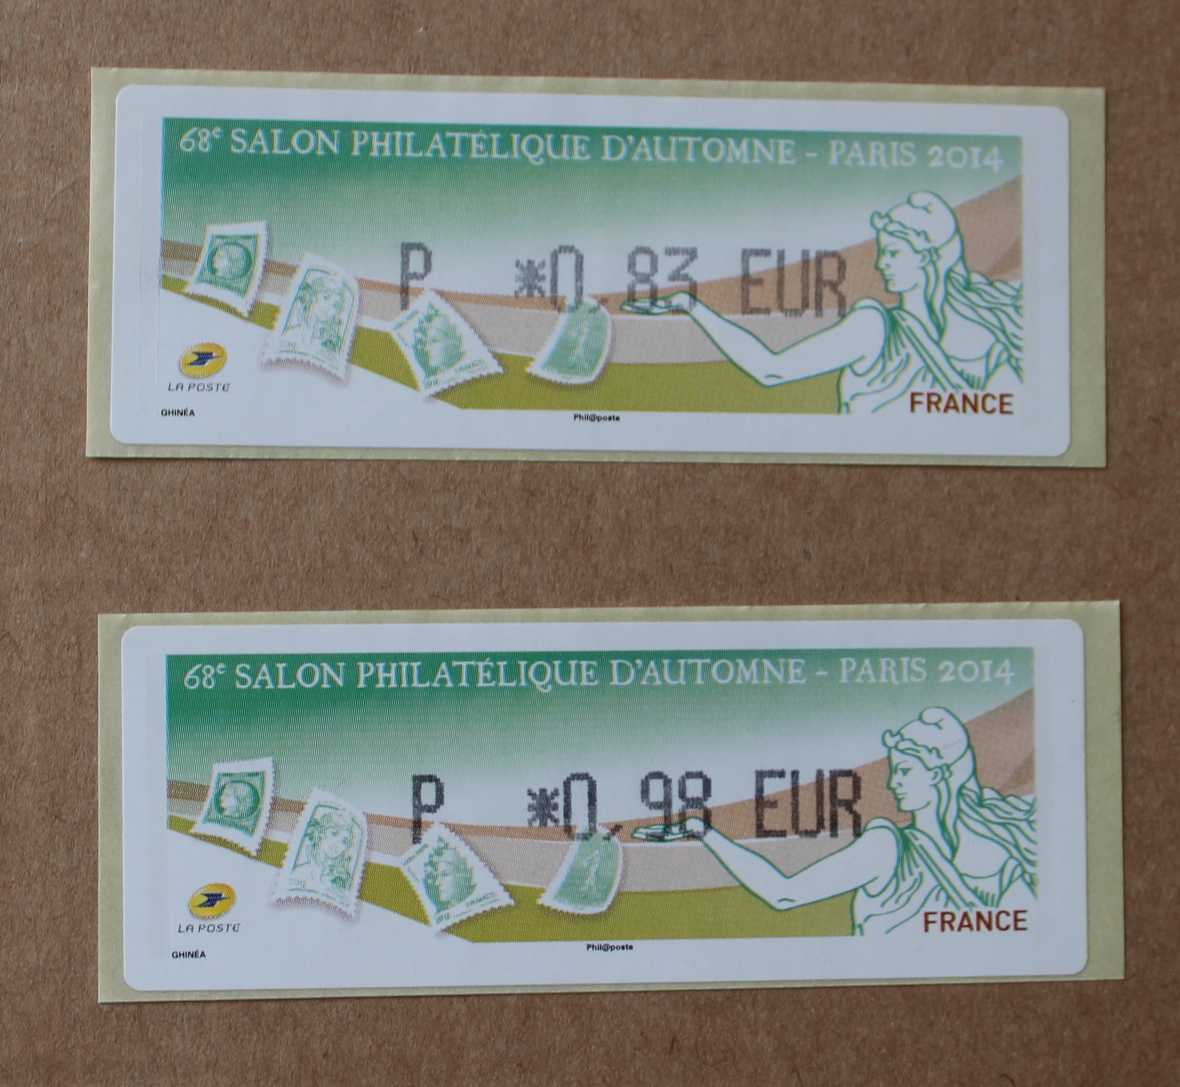 68e SALON PHILATÉLIQUE D'AUTOMNE - PARIS 2014
P *0.83 EUR
LA POSTE
FRANCE
GHINÉA
Phil@poste
68e SALON PHILATÉLIQUE D'AUTOMNE - PARIS 2014
P *0.98 EUR
LA POSTE
FRANCE
GHINÉA
Phil@poste